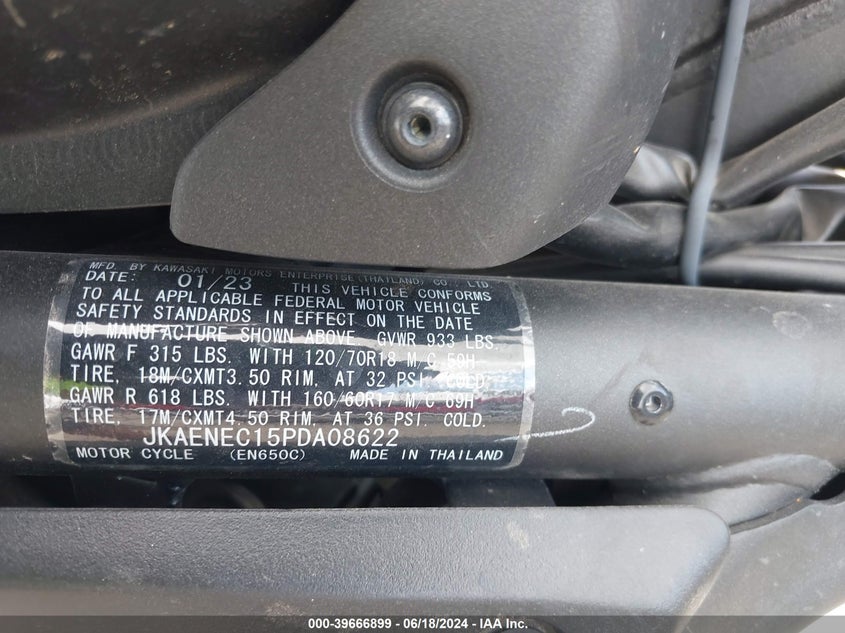 MFD. BY KAWASAKI MOTORS ENTERPRISE (THAILAND) CO., LTD.
DATE: 01/23 THIS VEHICLE CONFORMS
TO ALL APPLICABLE FEDERAL MOTOR VEHICLE
SAFETY STANDARDS IN EFFECT ON THE DATE
OF MANUFACTURE SHOWN ABOVE. GVWR 933 LBS.
GAWR F 315 LBS. WITH 120/70R18 M/C 59H
TIRE, 18M/CXMT3.50 RIM, AT 32 PSI COLD.
GAWR R 618 LBS. WITH 160/60R17 M/C 69H
TIRE, 17M/CXMT4.50 RIM, AT 36 PSI. COLD.
JKAENEC15PDA08622
MOTOR CYCLE (EN650C) MADE IN THAILAND
000-39666899 - 06/18/2024 - IAA Inc.